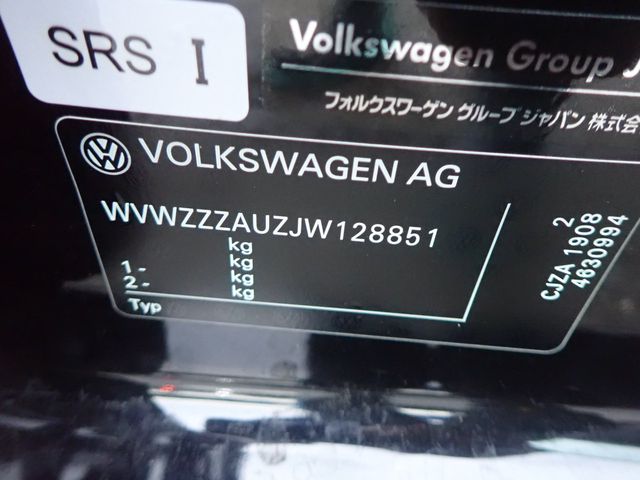 SRS I
Volkswagen Group J
フォルクスワーゲン グループ ジャパン 株式会
VOLKSWAGEN AG
WVWZZZAUZJW128851
kg
1.- kg
2.- kg
kg
Typ
2
CJZA 1908
4630994